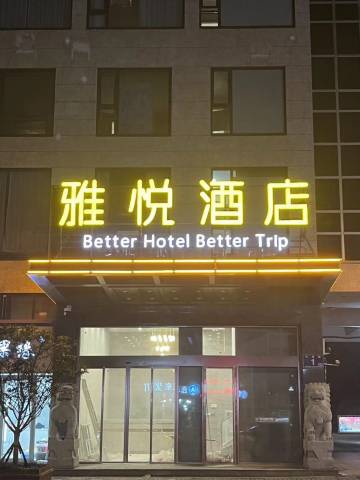 雅悦酒店
Better Hotel Better Trip